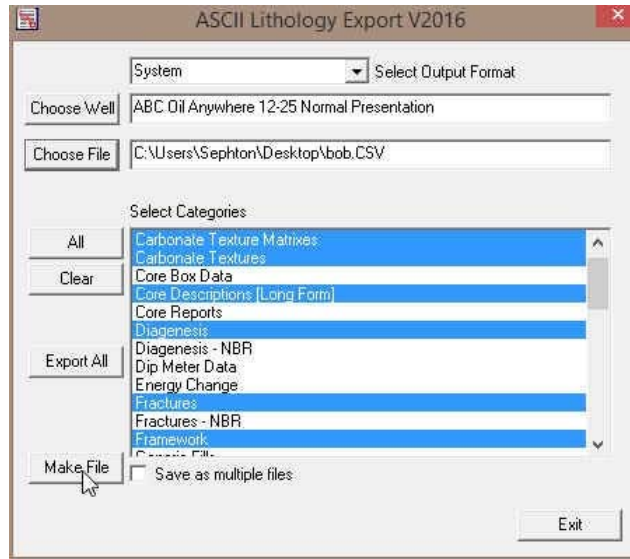 ASCII Lithology Export V2016
System
Select Output Format
Choose Well
ABC Oil Anywhere 12-25 Normal Presentation
Choose File
C:\Users\Sephton\Desktop\bob.CSV
Select Categories
All
Clear
Export All
Make File
Carbonate Texture Matrixes
Carbonate Textures
Core Box Data
Core Descriptions [Long Form]
Core Reports
Diagenesis
Diagenesis - NBR
Dip Meter Data
Energy Change
Fractures
Fractures - NBR
Framework
Save as multiple files
Exit